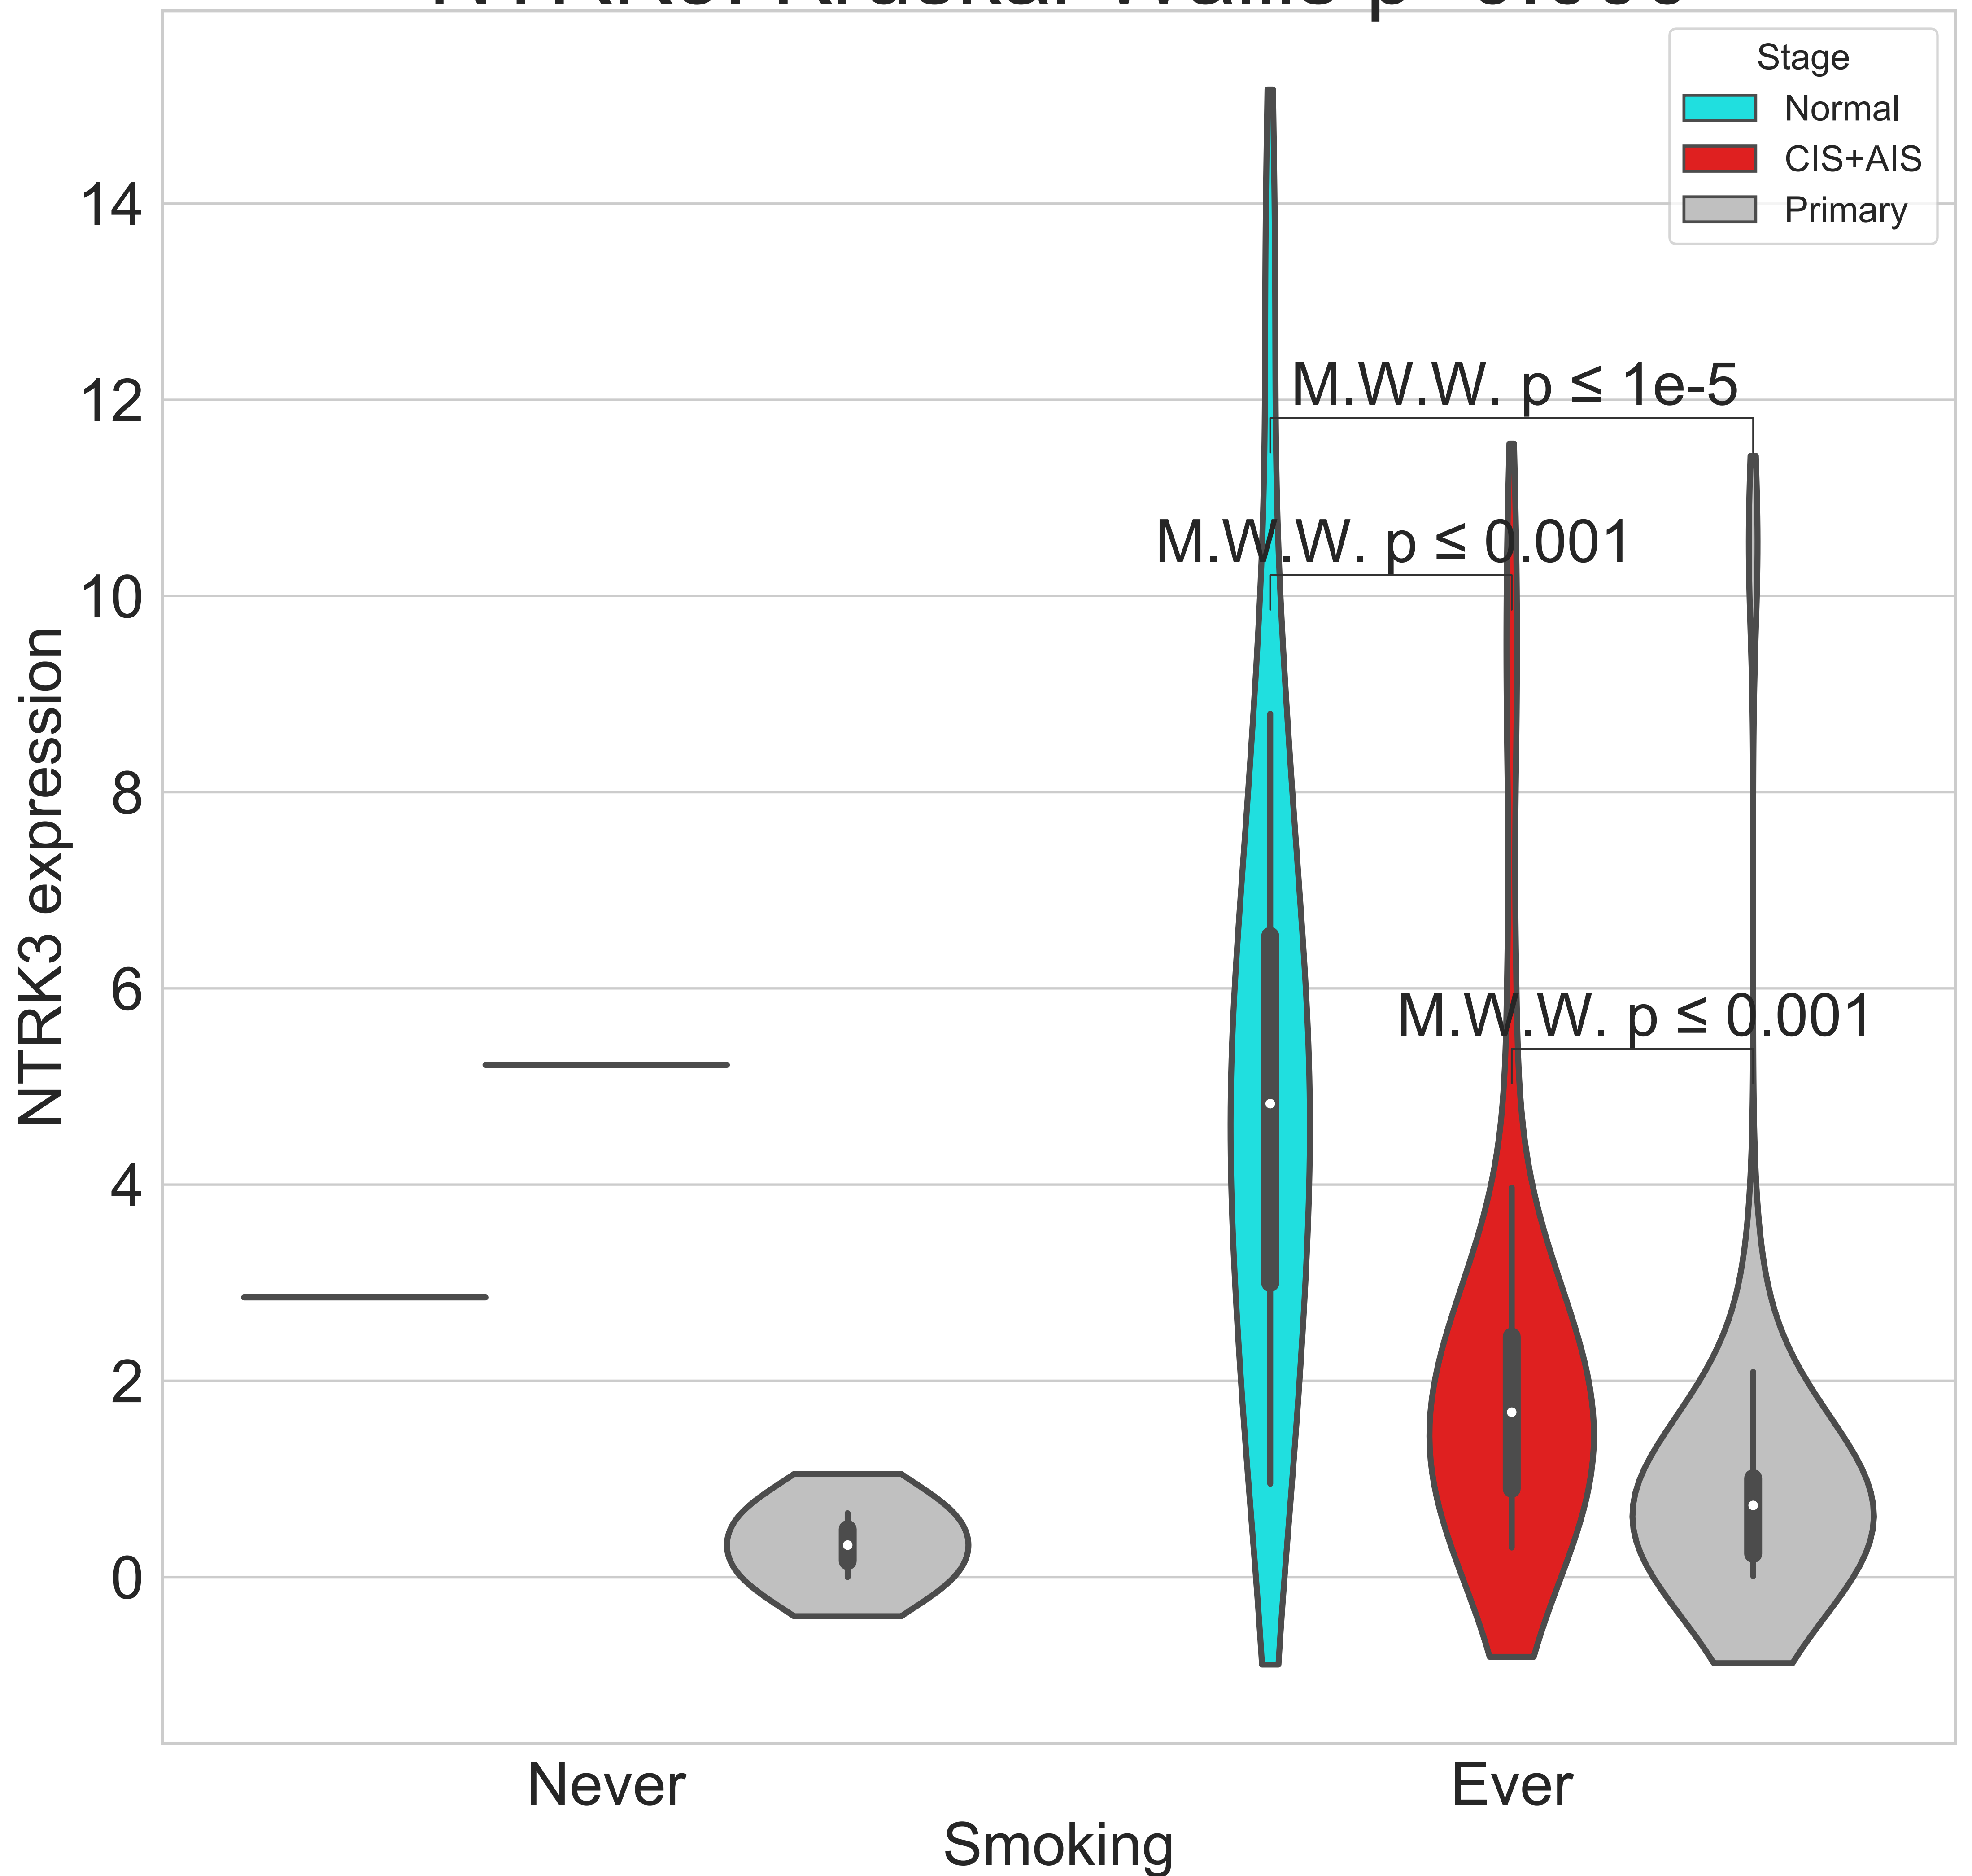 Stage
Normal
CIS+AIS
Primary
14
12
10
8
6
4
2
0
NTRK3 expression
M.W.W. p ≤ 1e-5
M.W.W. p ≤ 0.001
M.W.W. p ≤ 0.001
Never
Ever
Smoking